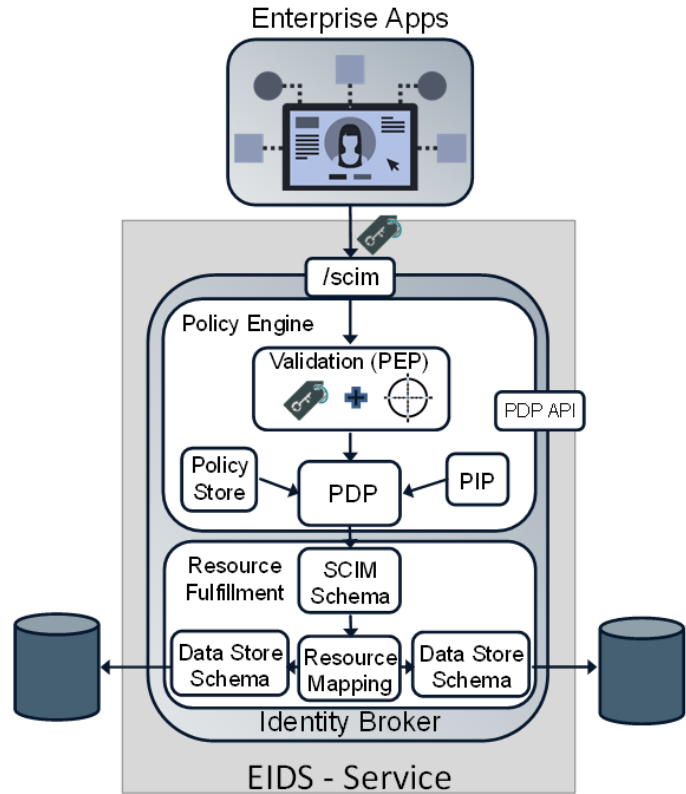 Enterprise Apps
/scim
Policy Engine
Validation (PEP)
PDP API
Policy
Store
PDP
PIP
Resource
Fulfillment
SCIM
Schema
Data Store
Schema
Resource
Mapping
Data Store
Schema
Identity Broker
EIDS - Service